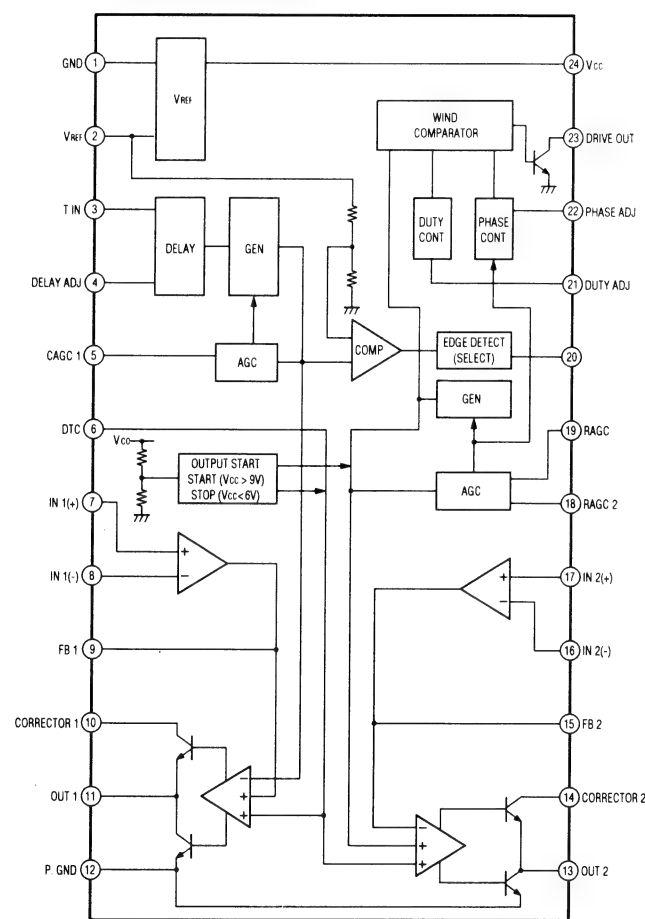 GND 1
24 Vcc
VREF
VREF 2
WIND
COMPARATOR
23 DRIVE OUT
T IN 3
DELAY
GEN
DUTY
CONT
PHASE
CONT
22 PHASE ADJ
DELAY ADJ 4
21 DUTY ADJ
CAGC 1 5
AGC
COMP
EDGE DETECT
(SELECT)
20
GEN
DTC 6
19 RAGC
Vcc
OUTPUT START
START (Vcc > 9V)
STOP (Vcc<6V)
AGC
IN 1(+) 7
18 RAGC 2
+
−
IN 1(-) 8
+
−
17 IN 2(+)
16 IN 2(-)
FB 1 9
15 FB 2
CORRECTOR 1 10
−
+
+
OUT 1 11
14 CORRECTOR 2
−
+
+
P. GND 12
13 OUT 2